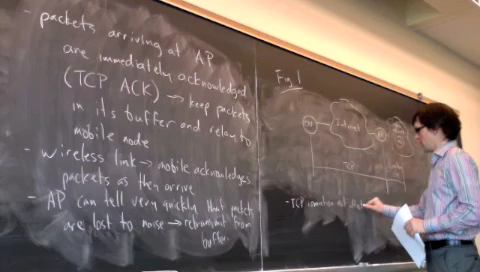 - packets arriving at AP
are immediately acknowledged
(TCP ACK) → keep packets
in its buffer and relay to
mobile node
- wireless link → mobile acknowledges
packets as then arrive
- AP can tell very quickly that packets
are lost to noise → retransmit from
buffer.
Fig. 1
Internet
TCP
- TCP